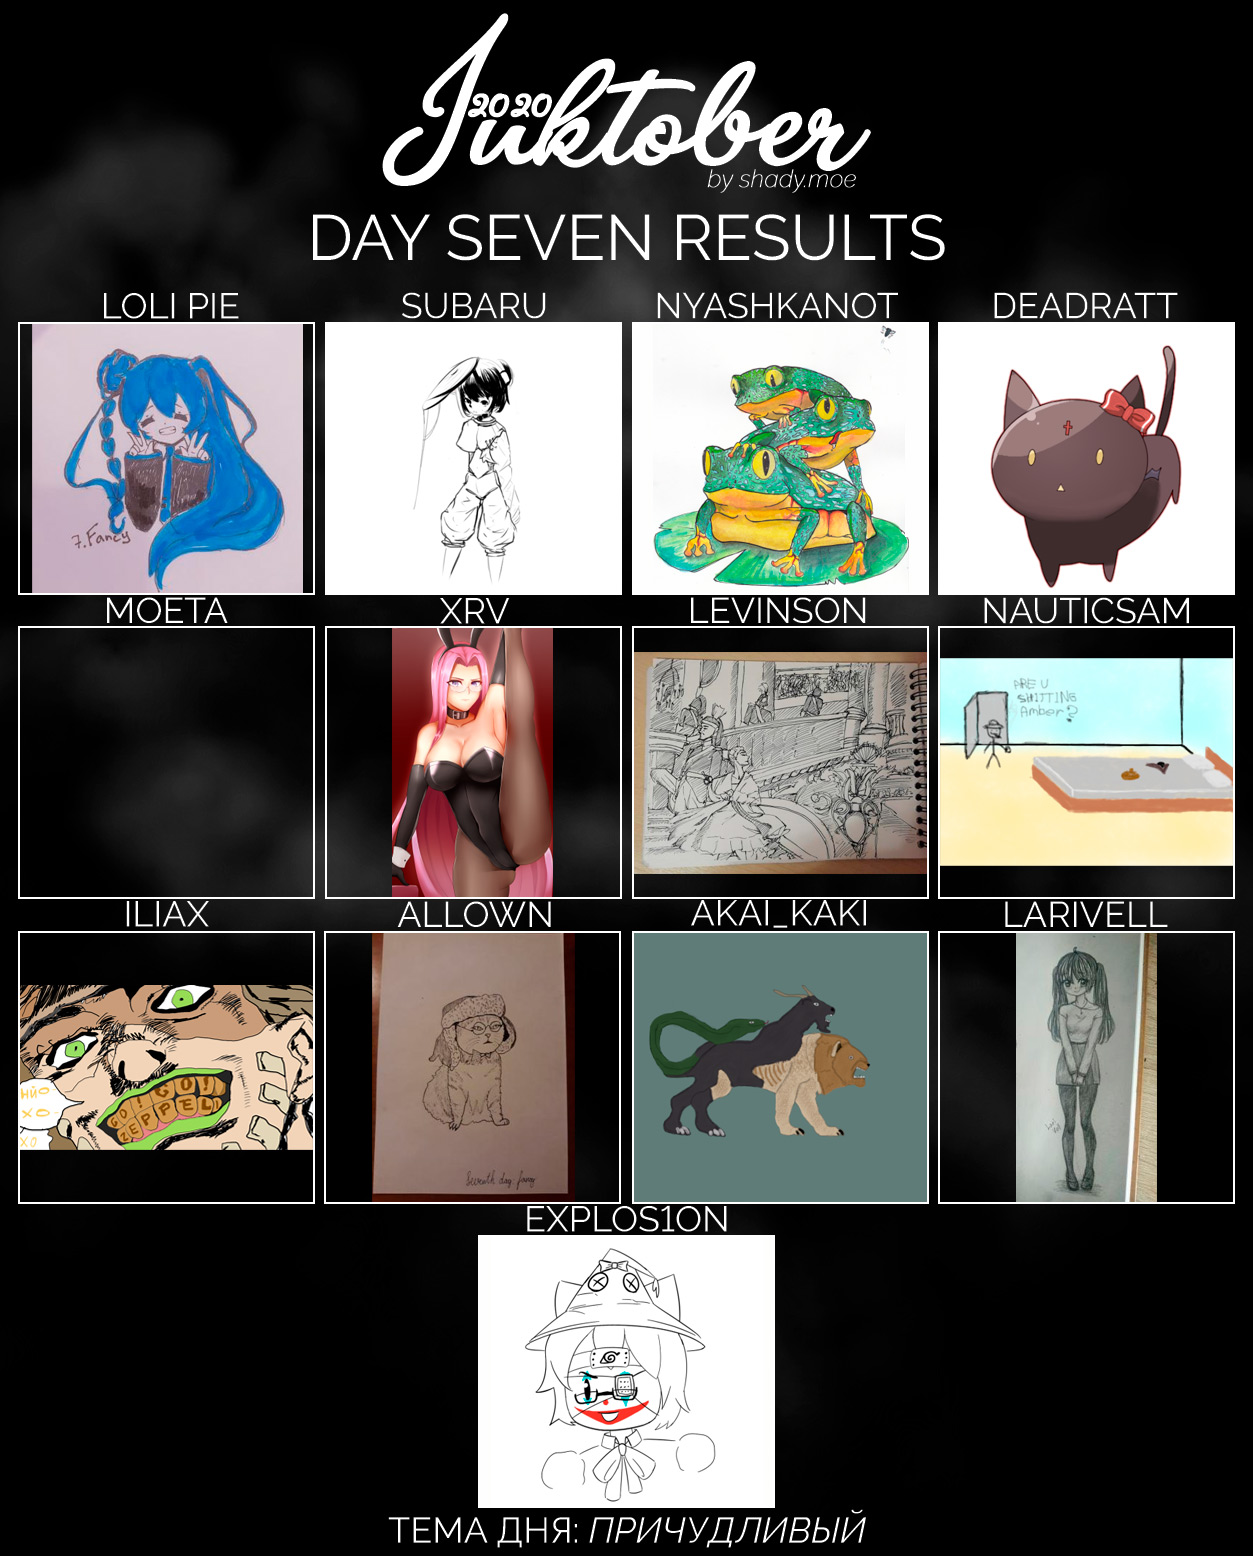 Juktober
2020
by shady.moe
DAY SEVEN RESULTS
LOLI PIE SUBARU NYASHKANOT DEADRATT
7. Fancy
MOETA XRV LEVINSON NAUTICSAM
ARE U
SHITTING
Amber?
ILIAX ALLOWN AKAI_KAKI LARIVELL
НЙО
ХО
ХО
GO! GO!
ZEPPELI
Seventh day. fancy
EXPLOS1ON
ТЕМА ДНЯ: ПРИЧУДЛИВЫЙ